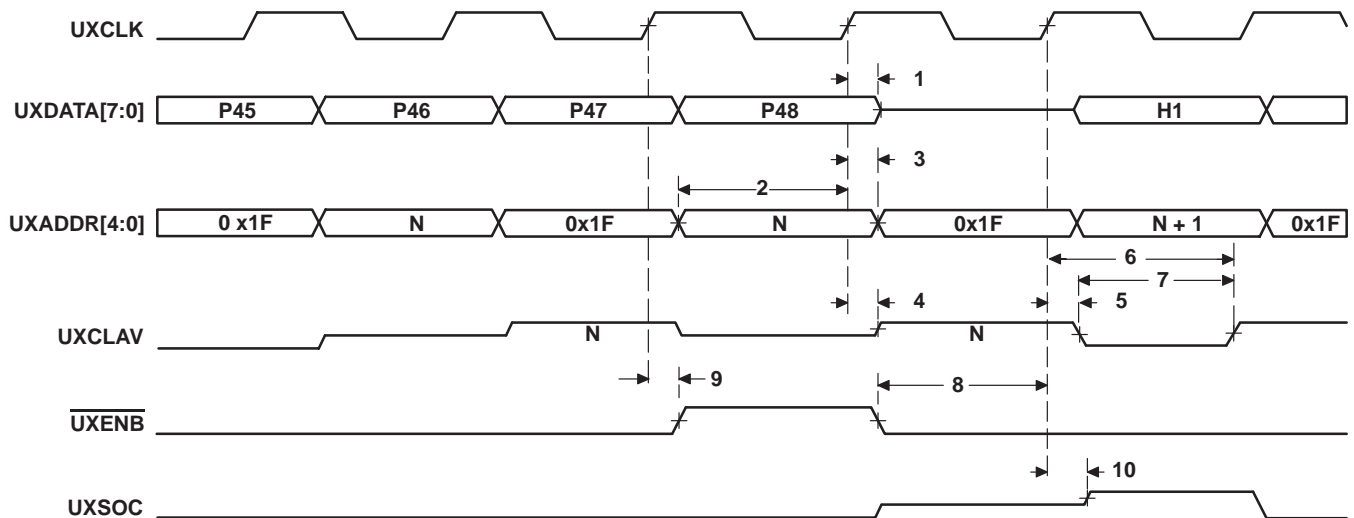 UXCLK
1
UXDATA[7:0] P45 P46 P47 P48 H1
3
2
UXADDR[4:0] 0 x1F N 0x1F N 0x1F N + 1 0x1F
6
7
4 5
UXCLAV N N
9 8
UXENB
10
UXSOC